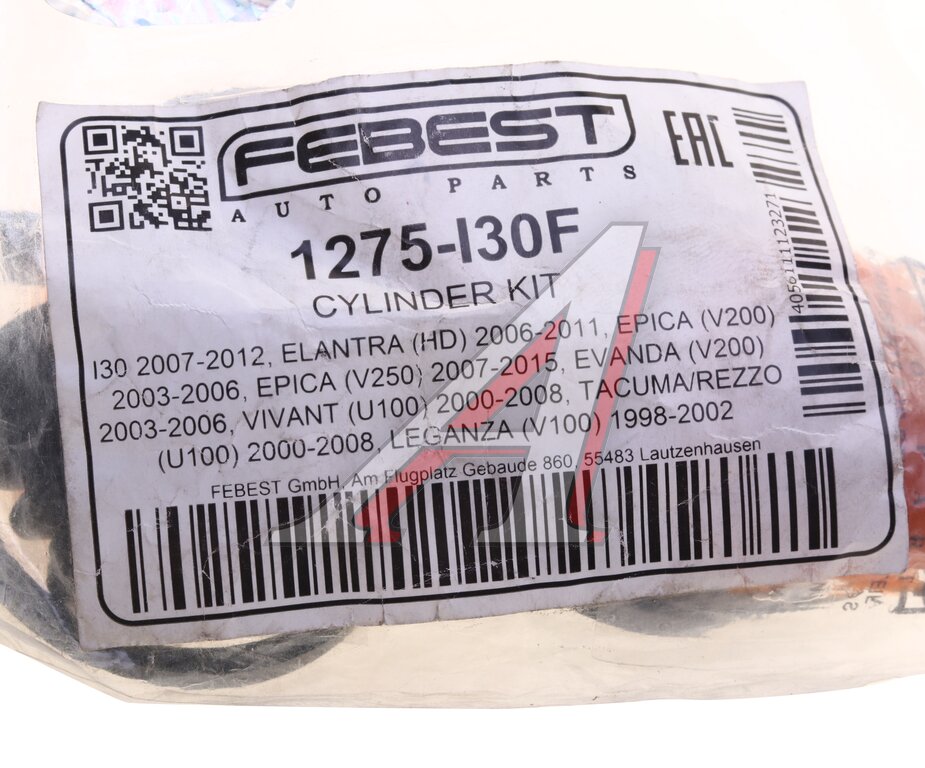 FEBEST
AUTO PARTS
EAC
1275-I30F
CYLINDER KIT
I30 2007-2012, ELANTRA (HD) 2006-2011, EPICA (V200)
2003-2006, EPICA (V250) 2007-2015, EVANDA (V200)
2003-2006, VIVANT (U100) 2000-2008, TACUMA/REZZO
(U100) 2000-2008, LEGANZA (V100) 1998-2002
FEBEST GmbH, Am Flugplatz Gebaude 860, 55483 Lautzenhausen
4056111123271